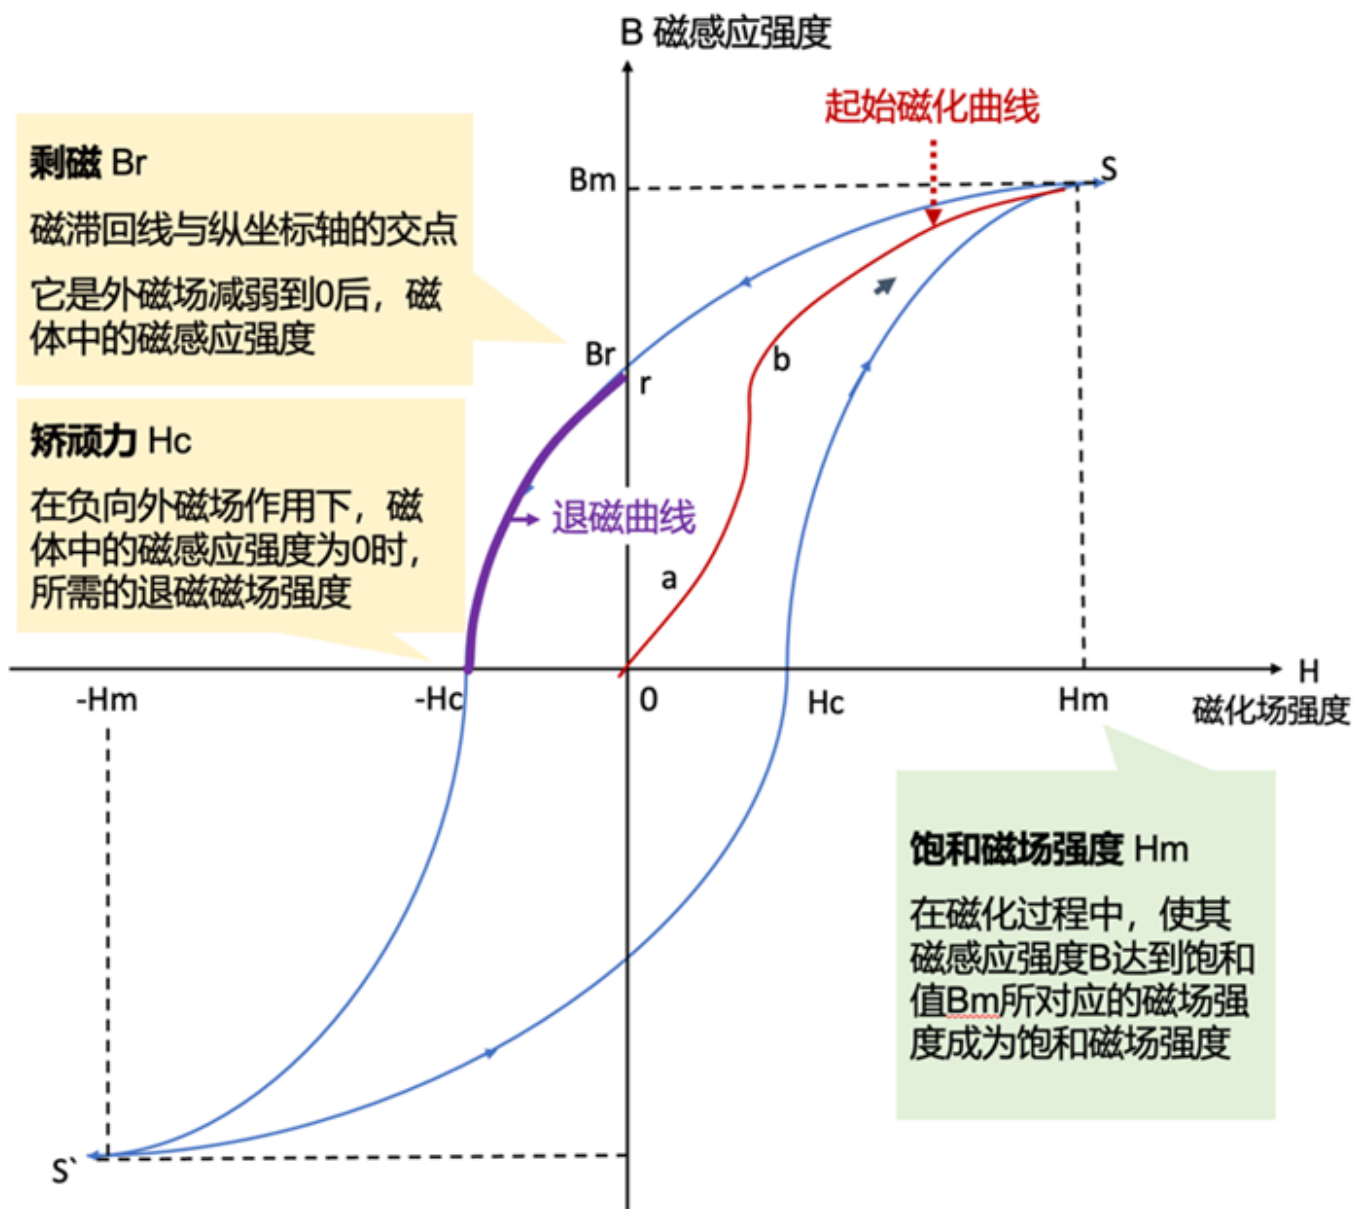 B 磁感应强度
起始磁化曲线
剩磁 Br
磁滞回线与纵坐标轴的交点
它是外磁场减弱到0后，磁
体中的磁感应强度
Bm
S
Br
r
b
矫顽力 Hc
在负向外磁场作用下，磁
体中的磁感应强度为0时，
所需的退磁磁场强度
退磁曲线
a
-Hm
-Hc
0
Hc
Hm
H
磁化场强度
饱和磁场强度 Hm
在磁化过程中，使其
磁感应强度B达到饱和
值Bm所对应的磁场强
度成为饱和磁场强度
S`